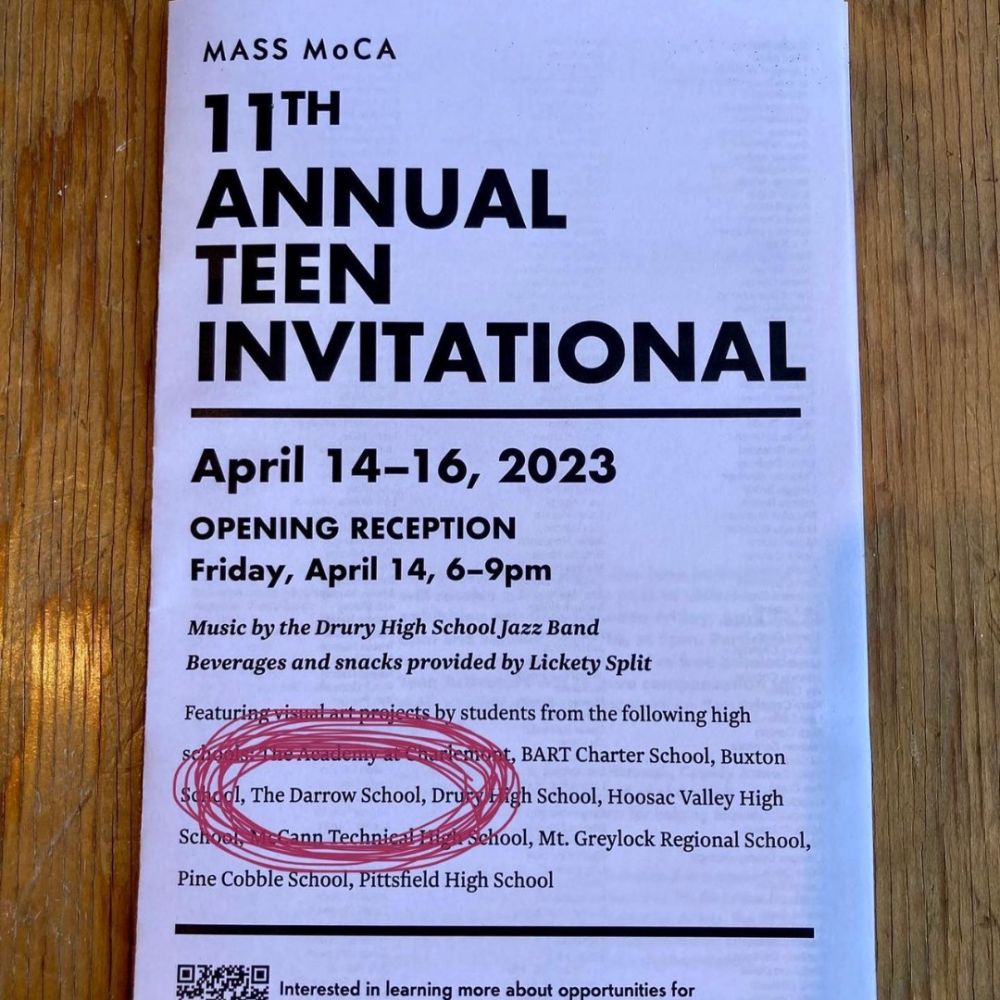 MASS MoCA
11TH
ANNUAL
TEEN
INVITATIONAL
April 14–16, 2023
OPENING RECEPTION
Friday, April 14, 6–9pm
Music by the Drury High School Jazz Band
Beverages and snacks provided by Lickety Split
Featuring visual art projects by students from the following high
schools: The Academy at Charlemont, BART Charter School, Buxton
School, The Darrow School, Drury High School, Hoosac Valley High
School, McCann Technical High School, Mt. Greylock Regional School,
Pine Cobble School, Pittsfield High School
Interested in learning more about opportunities for